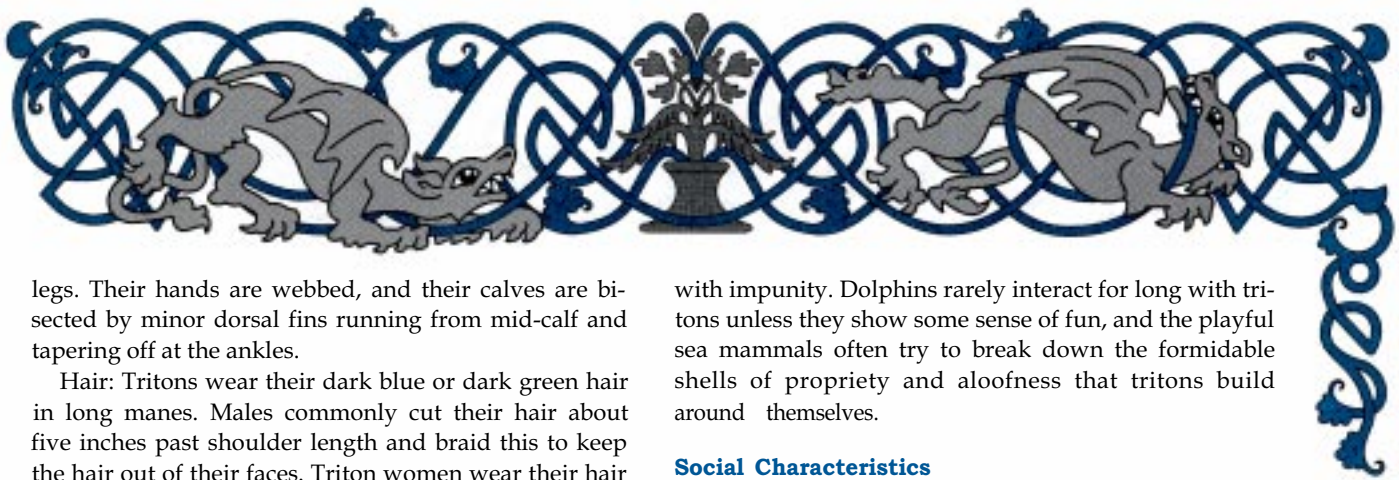 legs. Their hands are webbed, and their calves are bi-
sected by minor dorsal fins running from mid-calf and
tapering off at the ankles.
Hair: Tritons wear their dark blue or dark green hair
in long manes. Males commonly cut their hair about
five inches past shoulder length and braid this to keep
the hair out of their faces. Triton women wear their hair
with impunity. Dolphins rarely interact for long with tri-
tons unless they show some sense of fun, and the playful
sea mammals often try to break down the formidable
shells of propriety and aloofness that tritons build
around themselves.
Social Characteristics